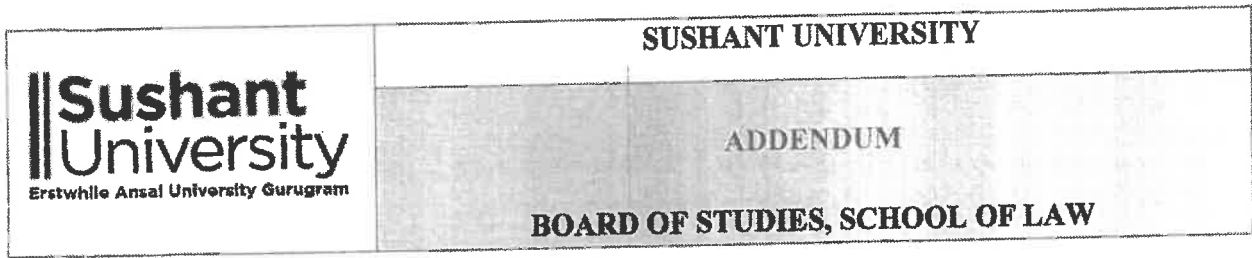 Sushant
University
Erstwhile Ansal University Gurugram
SUSHANT UNIVERSITY
ADDENDUM
BOARD OF STUDIES, SCHOOL OF LAW